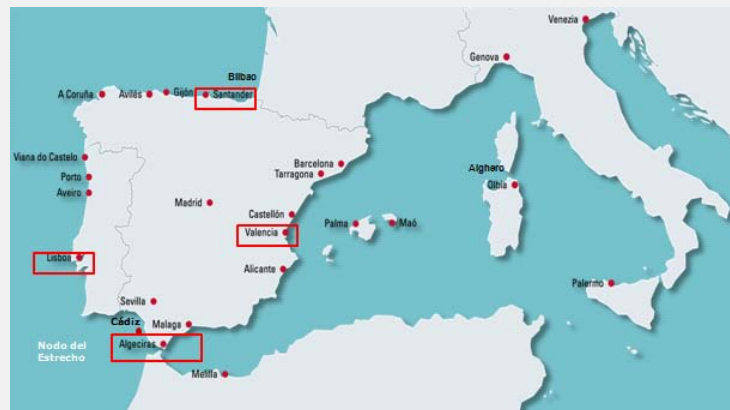 Venezia
Genova
Bilbao
A Coruña
Avilés
Gijón
Santander
Viana do Castelo
Porto
Aveiro
Barcelona
Tarragona
Alghero
Olbia
Madrid
Castellón
Valencia
Palma
Maó
Lisboa
Alicante
Palermo
Sevilla
Cádiz
Malaga
Nodo del
Estrecho
Algeciras
Melilla